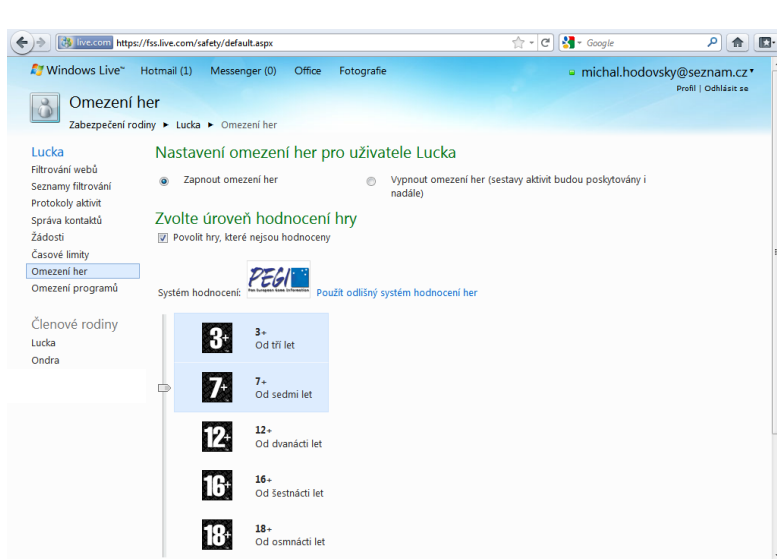 live.com https://fss.live.com/safety/default.aspx
Google
Windows Live™ Hotmail (1) Messenger (0) Office Fotografie
michal.hodovsky@seznam.cz
Profil | Odhlásit se
Omezení her
Zabezpečení rodiny ▸ Lucka ▸ Omezení her
Lucka
Filtrování webů
Seznamy filtrování
Protokoly aktivit
Správa kontaktů
Žádosti
Časové limity
Omezení her
Omezení programů
Členové rodiny
Lucka
Ondra
Nastavení omezení her pro uživatele Lucka
Zapnout omezení her
Vypnout omezení her (sestavy aktivit budou poskytovány i
nadále)
Zvolte úroveň hodnocení hry
Povolit hry, které nejsou hodnoceny
PEGI
Pan European Game Information
Systém hodnocení:
Použít odlišný systém hodnocení her
3+
3+
Od tří let
7+
7+
Od sedmi let
12+
12+
Od dvanácti let
16+
16+
Od šestnácti let
18+
18+
Od osmnácti let